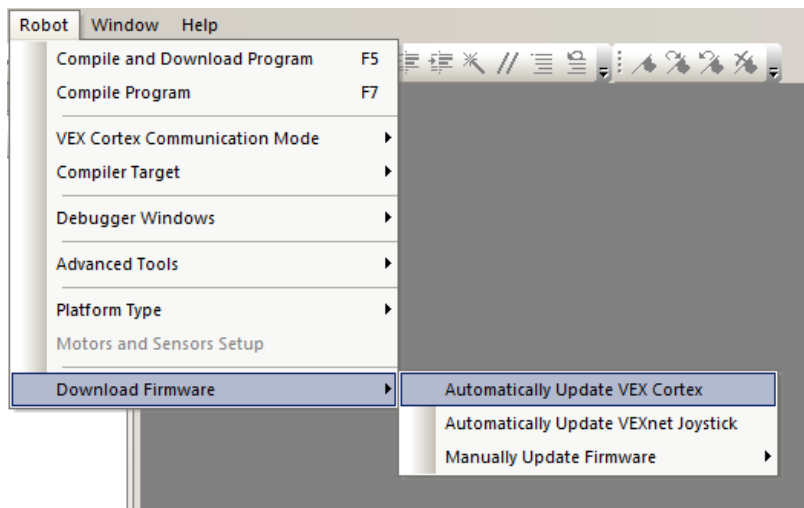 Robot Window Help
Compile and Download Program F5
Compile Program F7
VEX Cortex Communication Mode
Compiler Target
Debugger Windows
Advanced Tools
Platform Type
Motors and Sensors Setup
Download Firmware
Automatically Update VEX Cortex
Automatically Update VEXnet Joystick
Manually Update Firmware